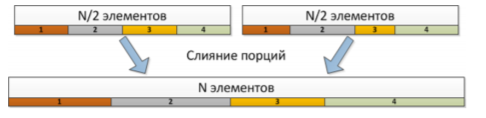 N/2 элементов N/2 элементов
1 2 3 4 1 2 3 4
Слияние порций
N элементов
1 2 3 4